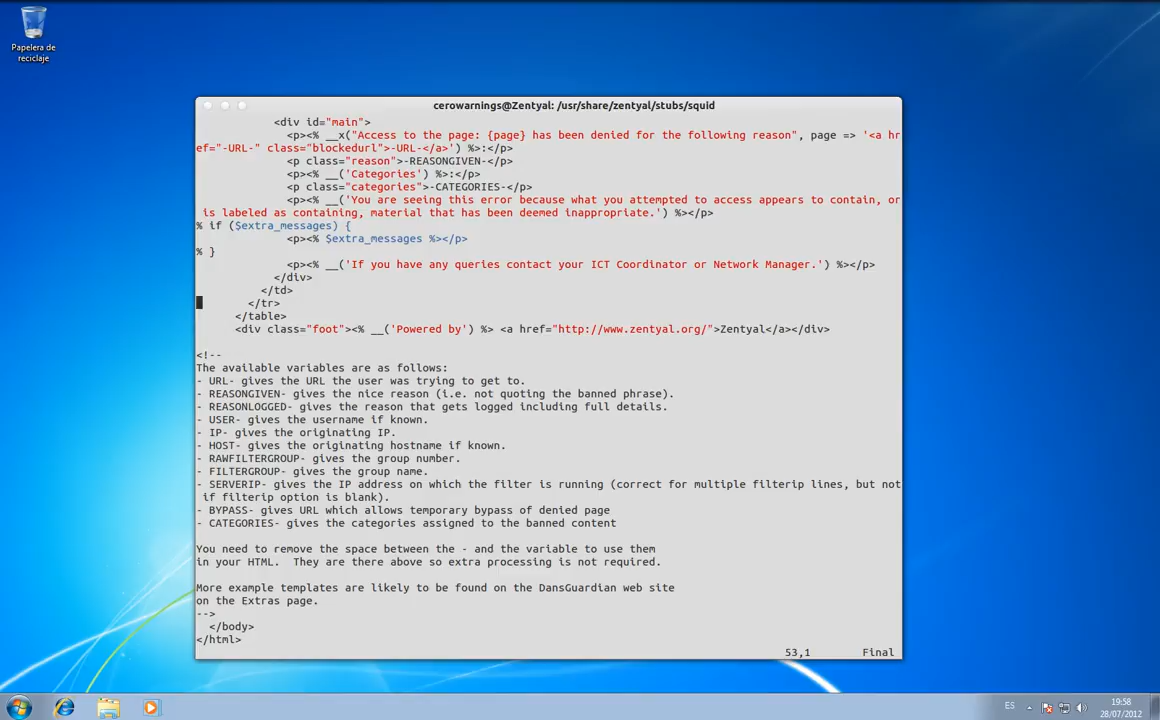 Papelera de
reciclaje
cerowarnings@Zentyal: /usr/share/zentyal/stubs/squid
<div id="main">
<p><% __x("Access to the page: {page} has been denied for the following reason", page => '<a hr
ef="-URL-" class="blockedurl">-URL-</a>') %>:</p>
<p class="reason">-REASONGIVEN-</p>
<p><% __('Categories') %>:</p>
<p class="categories">-CATEGORIES-</p>
<p><% __('You are seeing this error because what you attempted to access appears to contain, or
is labeled as containing, material that has been deemed inappropriate.') %></p>
% if ($extra_messages) {
<p><% $extra_messages %></p>
% }
<p><% __('If you have any queries contact your ICT Coordinator or Network Manager.') %></p>
</div>
</td>
</tr>
</table>
<div class="foot"><% __('Powered by') %> <a href="http://www.zentyal.org/">Zentyal</a></div>
<!--
The available variables are as follows:
- URL- gives the URL the user was trying to get to.
- REASONGIVEN- gives the nice reason (i.e. not quoting the banned phrase).
- REASONLOGGED- gives the reason that gets logged including full details.
- USER- gives the username if known.
- IP- gives the originating IP.
- HOST- gives the originating hostname if known.
- RAWFILTERGROUP- gives the group number.
- FILTERGROUP- gives the group name.
- SERVERIP- gives the IP address on which the filter is running (correct for multiple filterip lines, but not
if filterip option is blank).
- BYPASS- gives URL which allows temporary bypass of denied page
- CATEGORIES- gives the categories assigned to the banned content
You need to remove the space between the - and the variable to use them
in your HTML.  They are there above so extra processing is not required.
More example templates are likely to be found on the DansGuardian web site
on the Extras page.
-->
</body>
</html>
53,1 Final
ES
19:58
28/07/2012